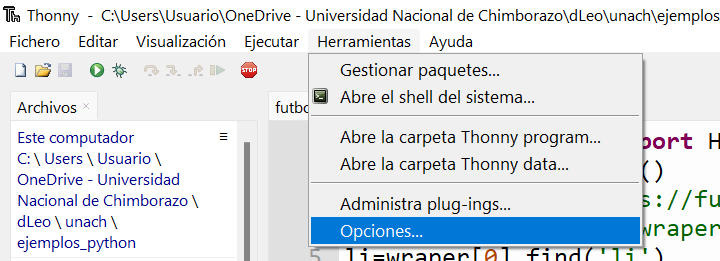 Thonny - C:\Users\Usuario\OneDrive - Universidad Nacional de Chimborazo\dLeo\unach\ejemplos
Fichero Editar Visualización Ejecutar Herramientas Ayuda
STOP
Archivos ×
futbo
Este computador
C: \ Users \ Usuario \
OneDrive - Universidad
Nacional de Chimborazo \
dLeo \ unach \
ejemplos_python
Gestionar paquetes...
Abre el shell del sistema...
Abre la carpeta Thonny program...
Abre la carpeta Thonny data...
Administra plug-ings...
Opciones...
port H
()
s://fu
wraper
5 li=wraper[0].find('li')